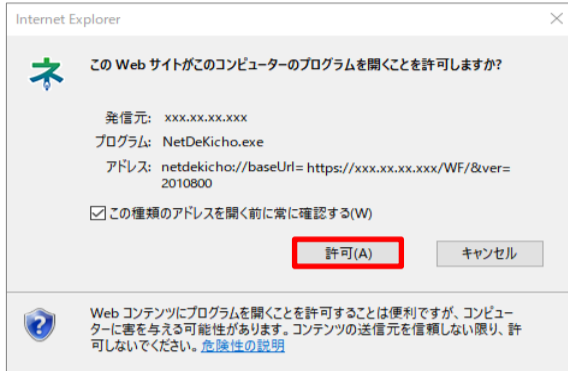 Internet Explorer
この Web サイトがこのコンピューターのプログラムを開くことを許可しますか?
発信元: xxx.xx.xx.xxx
プログラム: NetDeKicho.exe
アドレス: netdekicho://baseUrl= https://xxx.xx.xx.xxx/WF/&ver=
2010800
この種類のアドレスを開く前に常に確認する(W)
許可(A) キャンセル
Web コンテンツにプログラムを開くことを許可することは便利ですが、コンピュー
ターに害を与える可能性があります。コンテンツの送信元を信頼しない限り、許
可しないでください。危険性の説明